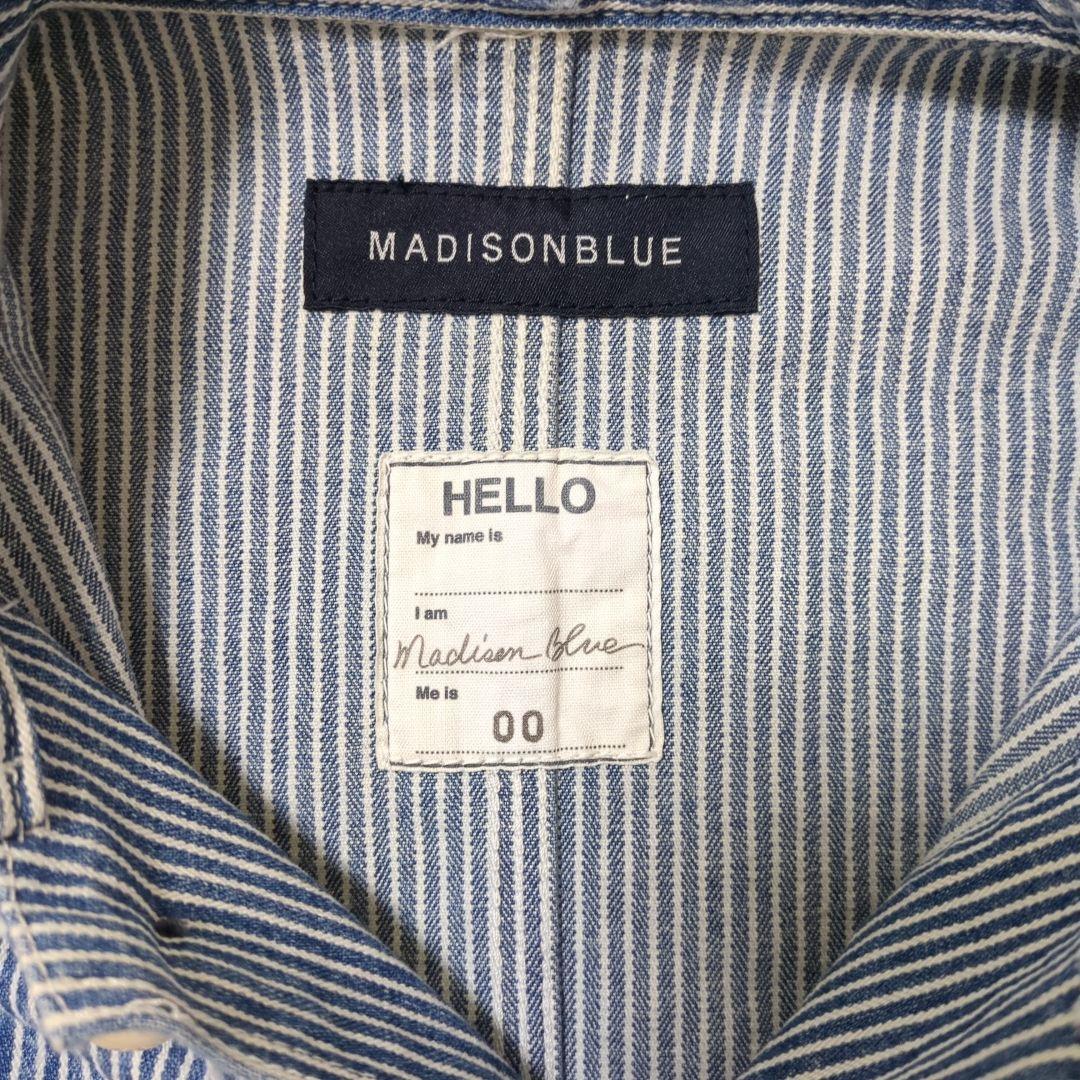 MADISONBLUE
HELLO
My name is
I am
Madison Blue
Me is
00